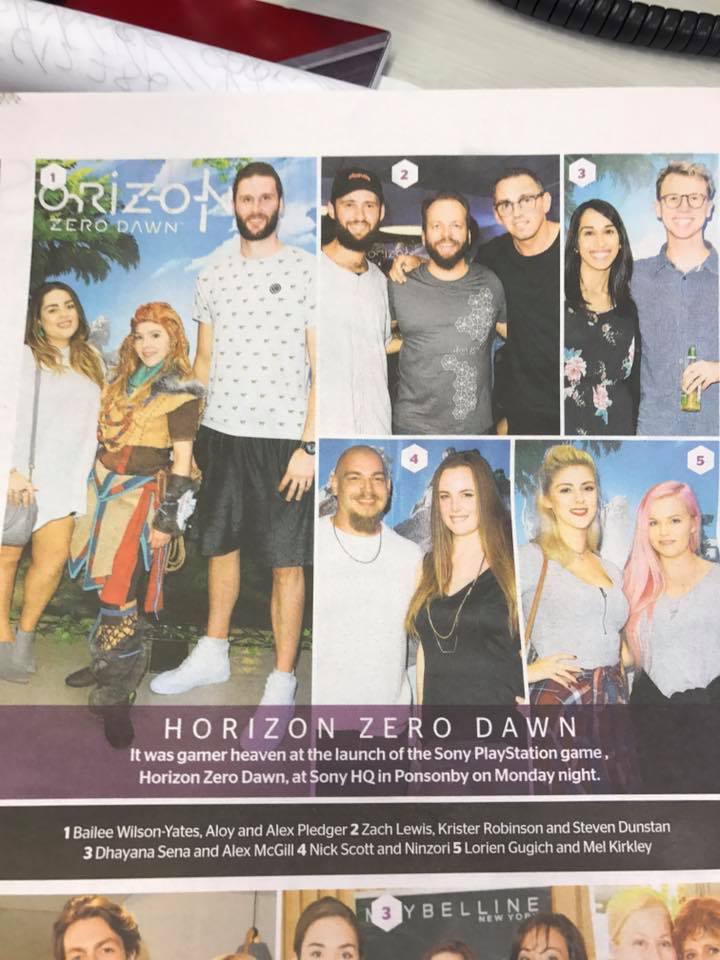 1
ORIZO
ZERO DAWN
2
3
4
5
HORIZON ZERO DAWN
It was gamer heaven at the launch of the Sony PlayStation game,
Horizon Zero Dawn, at Sony HQ in Ponsonby on Monday night.
1 Bailee Wilson-Yates, Aloy and Alex Pledger 2 Zach Lewis, Krister Robinson and Steven Dunstan
3 Dhayana Sena and Alex McGill 4 Nick Scott and Ninzori 5 Lorien Gugich and Mel Kirkley
3
M YBELLINE
NEW YORK